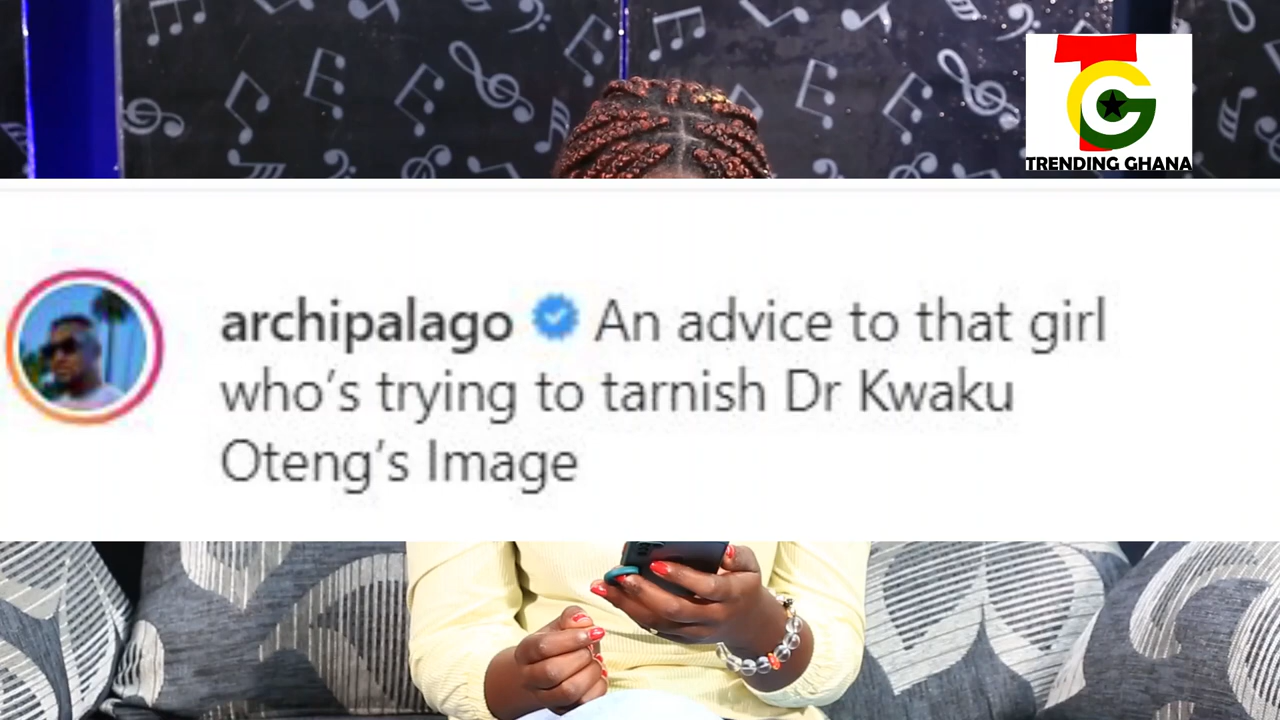 TRENDING GHANA
archipalago An advice to that girl
who's trying to tarnish Dr Kwaku
Oteng's Image